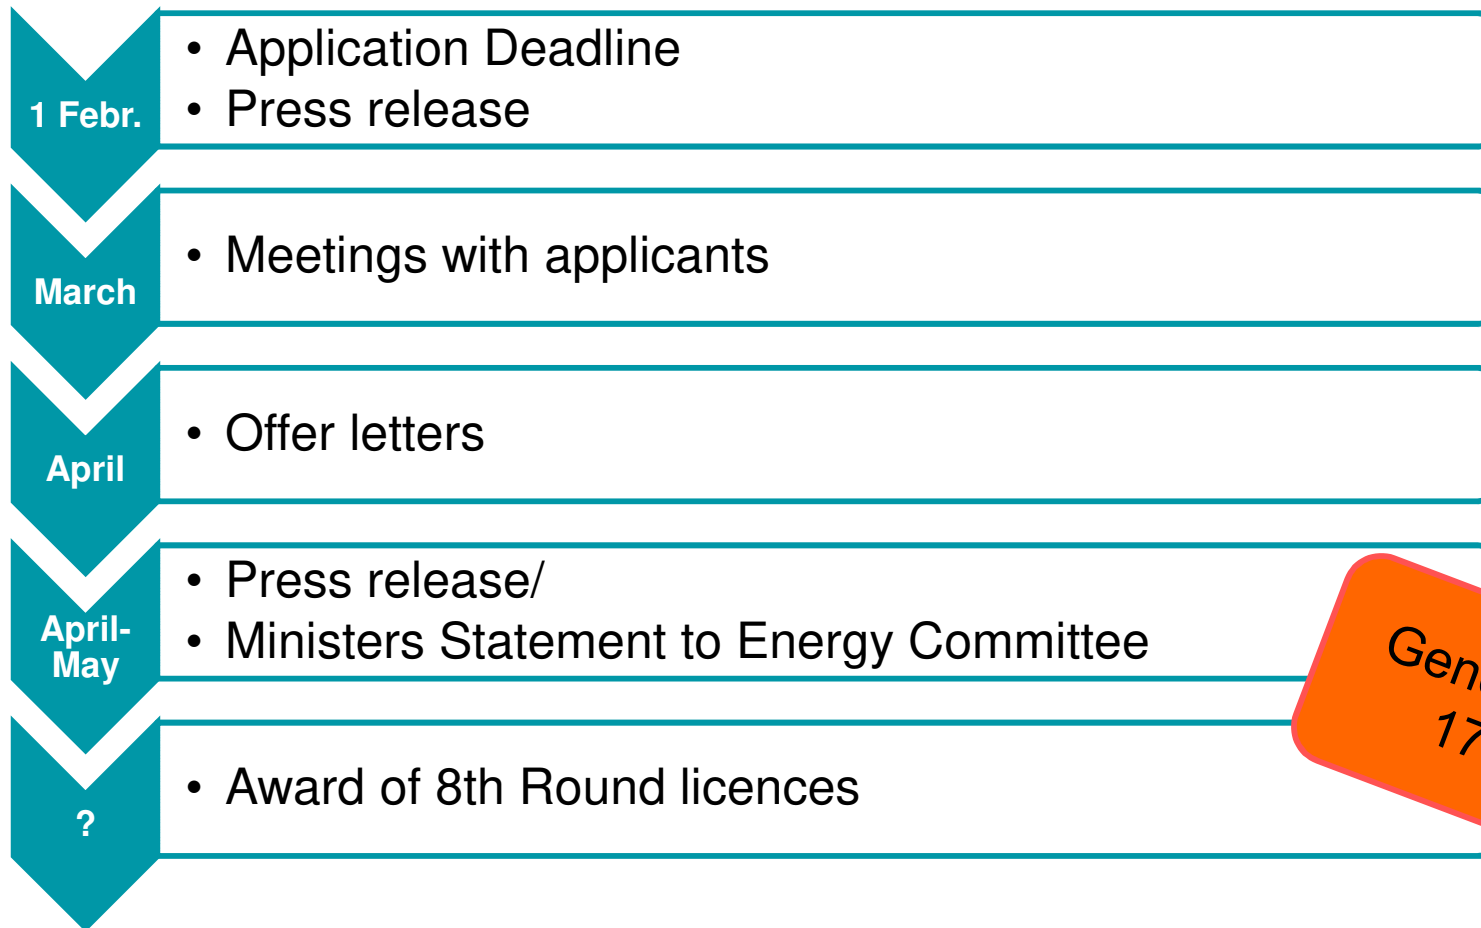 1 Febr.
• Application Deadline
• Press release
March
• Meetings with applicants
April
• Offer letters
April-
May
• Press release/
• Ministers Statement to Energy Committee
?
• Award of 8th Round licences
17